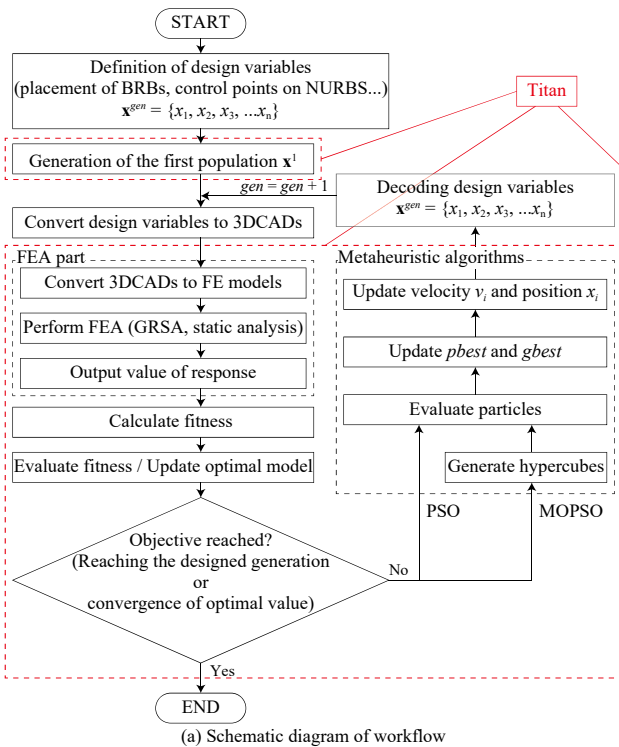 START
Definition of design variables
(placement of BRBs, control points on NURBS...)
x^gen = {x₁, x₂, x₃, ...xₙ}
Titan
Generation of the first population x¹
gen = gen + 1
Decoding design variables
x^gen = {x₁, x₂, x₃, ...xₙ}
Convert design variables to 3DCADs
FEA part
Convert 3DCADs to FE models
Perform FEA (GRSA, static analysis)
Output value of response
Calculate fitness
Evaluate fitness / Update optimal model
Metaheuristic algorithms
Update velocity vᵢ and position xᵢ
Update pbest and gbest
Evaluate particles
Generate hypercubes
PSO
MOPSO
Objective reached?
(Reaching the designed generation
or
convergence of optimal value)
No
Yes
END
(a) Schematic diagram of workflow